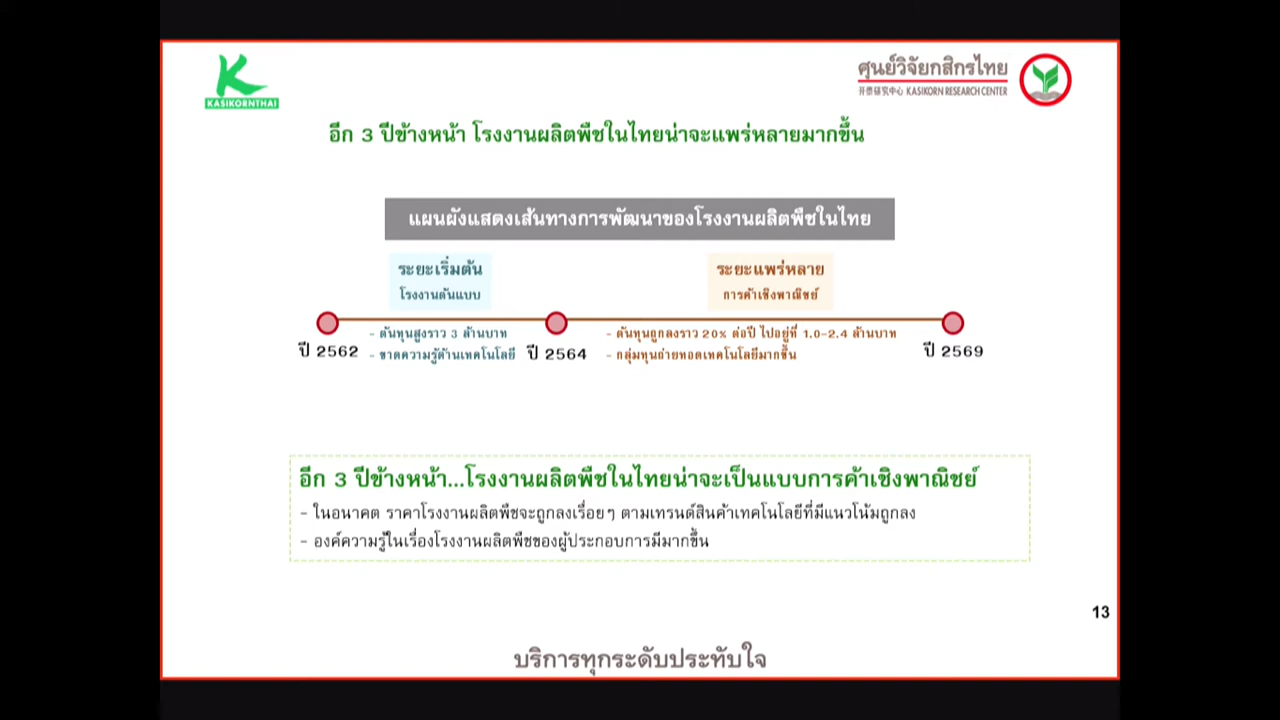 KASIKORNTHAI
ศูนย์วิจัยกสิกรไทย
开泰研究中心 KASIKORN RESEARCH CENTER
อีก 3 ปีข้างหน้า โรงงานผลิตพืชในไทยน่าจะแพร่หลายมากขึ้น
แผนผังแสดงเส้นทางการพัฒนาของโรงงานผลิตพืชในไทย
ระยะเริ่มต้น
โรงงานต้นแบบ
ระยะแพร่หลาย
การค้าเชิงพาณิชย์
- ต้นทุนสูงราว 3 ล้านบาท
- ต้นทุนถูกลงราว 20% ต่อปี ไปอยู่ที่ 1.0-2.4 ล้านบาท
ปี 2562
- ขาดความรู้ด้านเทคโนโลยี
ปี 2564
- กลุ่มทุนถ่ายทอดเทคโนโลยีมากขึ้น
ปี 2569
อีก 3 ปีข้างหน้า...โรงงานผลิตพืชในไทยน่าจะเป็นแบบการค้าเชิงพาณิชย์
- ในอนาคต ราคาโรงงานผลิตพืชจะถูกลงเรื่อยๆ ตามเทรนด์สินค้าเทคโนโลยีที่มีแนวโน้มถูกลง
- องค์ความรู้ในเรื่องโรงงานผลิตพืชของผู้ประกอบการมีมากขึ้น
13
บริการทุกระดับประทับใจ